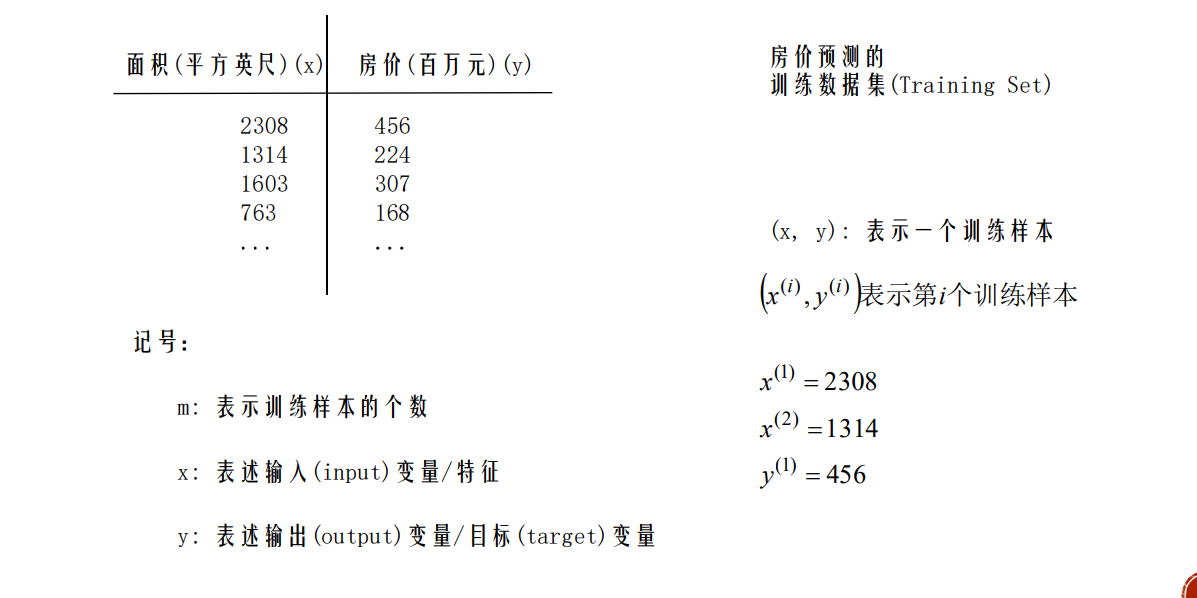 面积(平方英尺)(x) 房价(百万元)(y)
2308 456
1314 224
1603 307
763 168
... ...
记号:
m: 表示训练样本的个数
x: 表述输入(input)变量/特征
y: 表述输出(output)变量/目标(target)变量
房价预测的
训练数据集(Training Set)
(x, y): 表示一个训练样本
(x⁽ⁱ⁾, y⁽ⁱ⁾)表示第i个训练样本
x⁽¹⁾ = 2308
x⁽²⁾ = 1314
y⁽¹⁾ = 456